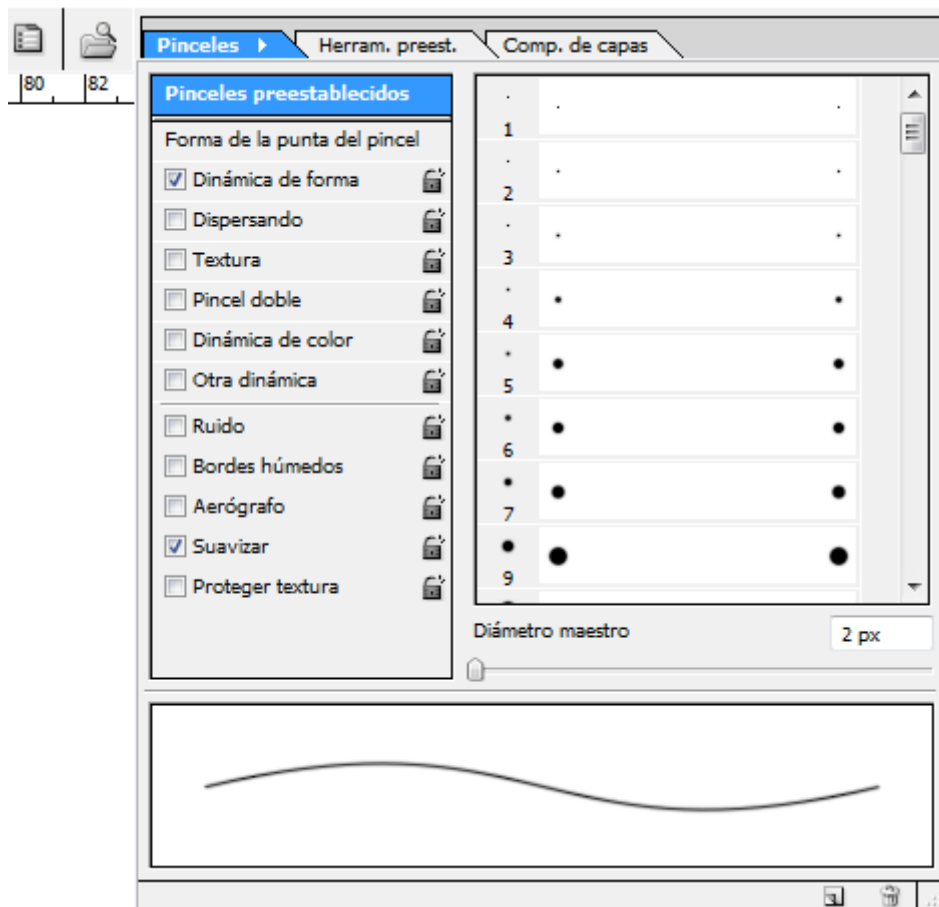 Pinceles
Herram. preest.
Comp. de capas
80
82
Pinceles preestablecidos
Forma de la punta del pincel
Dinámica de forma
Dispersando
Textura
Pincel doble
Dinámica de color
Otra dinámica
Ruido
Bordes húmedos
Aerógrafo
Suavizar
Proteger textura
1
2
3
4
5
6
7
9
Diámetro maestro
2 px